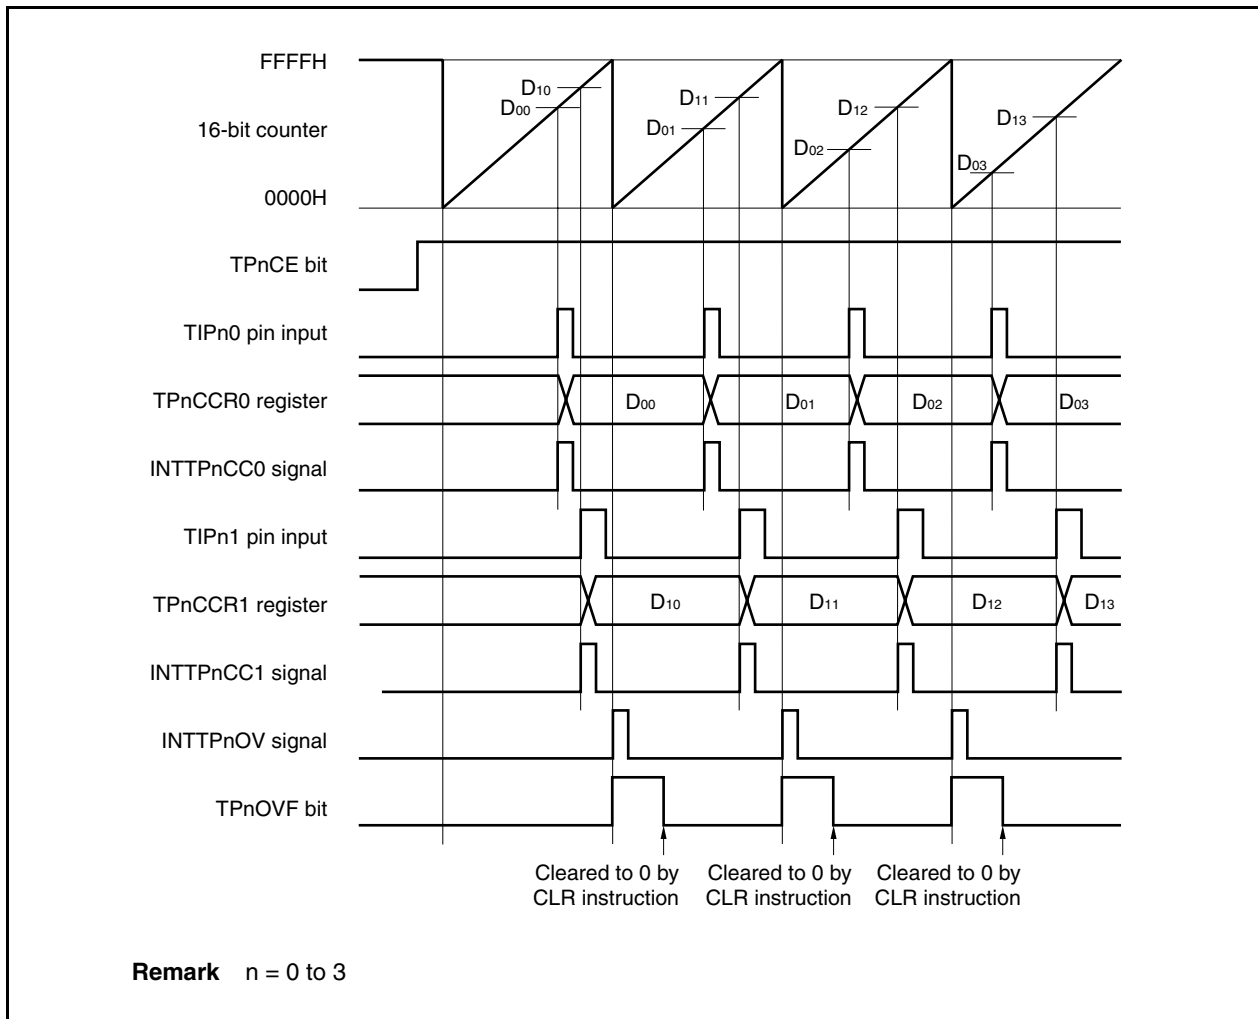 FFFFH
D10
D00
D11
D01
D12
D02
D13
D03
16-bit counter
0000H
TPnCE bit
TIPn0 pin input
TPnCCR0 register
D00
D01
D02
D03
INTTPnCC0 signal
TIPn1 pin input
TPnCCR1 register
D10
D11
D12
D13
INTTPnCC1 signal
INTTPnOV signal
TPnOVF bit
Cleared to 0 by
CLR instruction
Cleared to 0 by
CLR instruction
Cleared to 0 by
CLR instruction
Remark n = 0 to 3